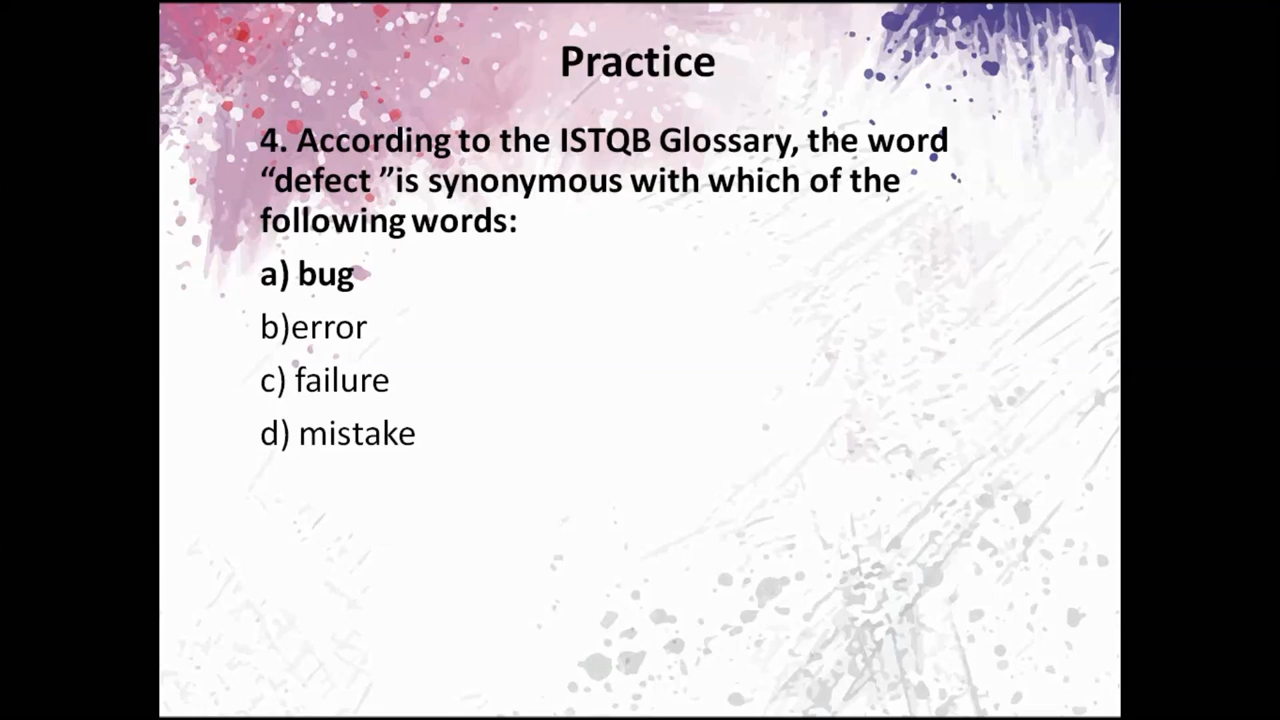 Practice
4. According to the ISTQB Glossary, the word
“defect ”is synonymous with which of the
following words:
a) bug
b)error
c) failure
d) mistake